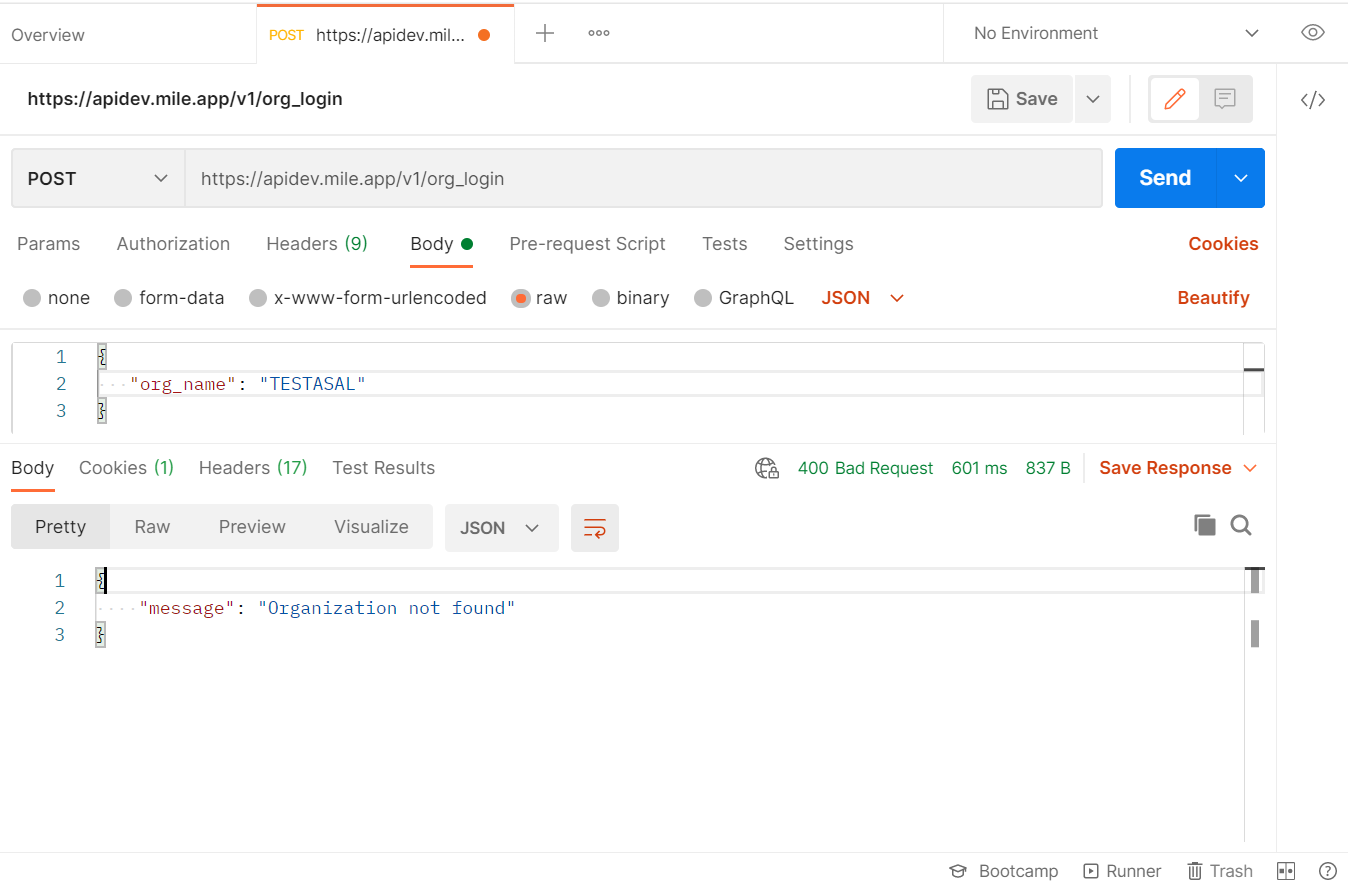 Overview POST https://apidev.mil... No Environment
https://apidev.mile.app/v1/org_login Save
POST https://apidev.mile.app/v1/org_login Send
Params Authorization Headers (9) Body Pre-request Script Tests Settings Cookies
none form-data x-www-form-urlencoded raw binary GraphQL JSON Beautify
1 {
2 "org_name": "TESTASAL"
3 }
Body Cookies (1) Headers (17) Test Results 400 Bad Request 601 ms 837 B Save Response
Pretty Raw Preview Visualize JSON
1 {
2 "message": "Organization not found"
3 }
Bootcamp Runner Trash